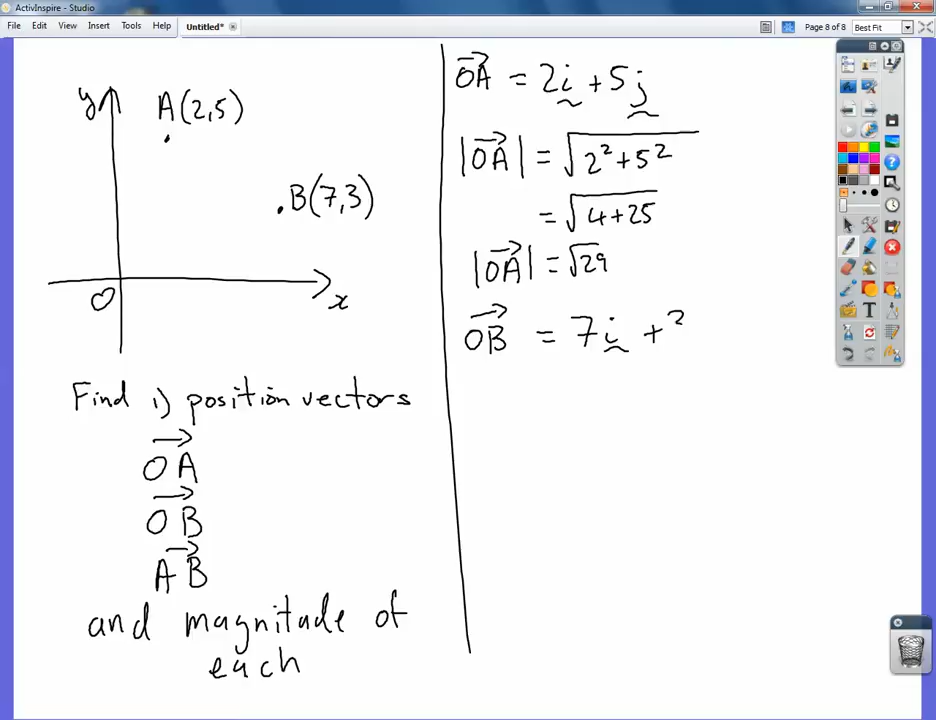 ActivInspire - Studio
File Edit View Insert Tools Help Untitled*
Page 8 of 8 Best Fit
y
A(2,5)
B(7,3)
O
x
Find i) position vectors
OA→
OB→
AB→
and magnitude of
each
OA→ = 2i + 5j
|OA→| = √2²+5²
= √4+25
|OA→| = √29
OB→ = 7i +